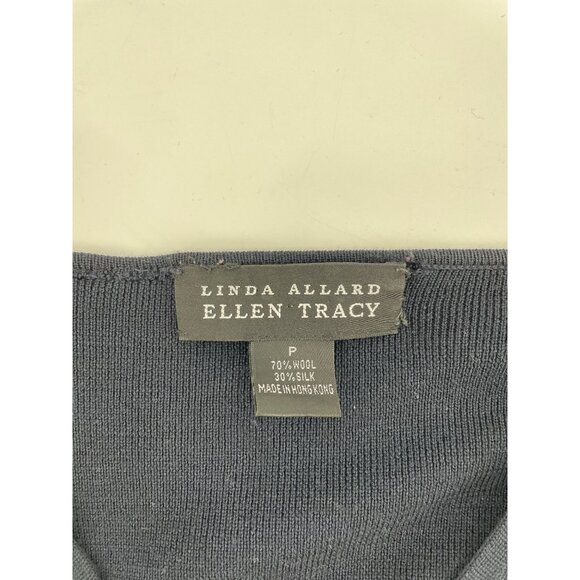 LINDA ALLARD
ELLEN TRACY
P
70% WOOL
30% SILK
MADE IN HONG KONG